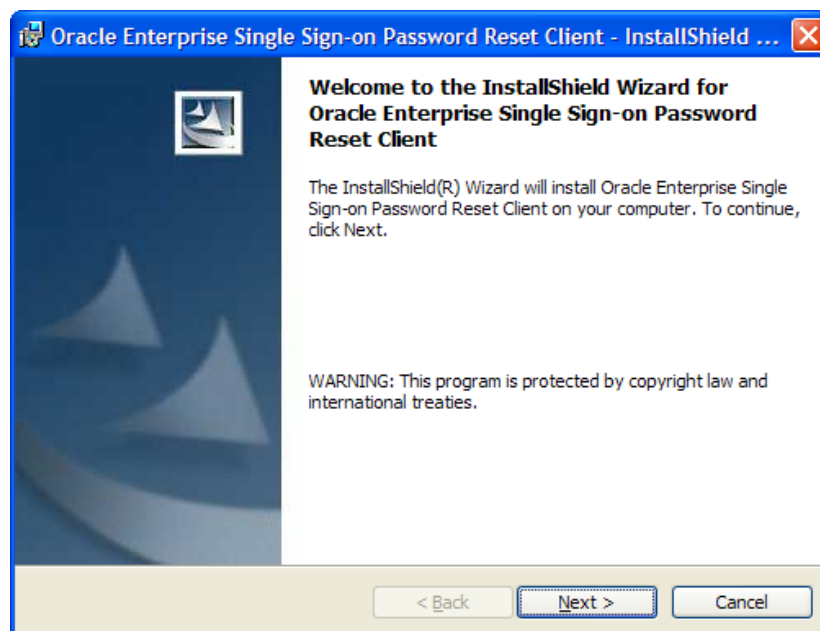 Oracle Enterprise Single Sign-on Password Reset Client - InstallShield ...
Welcome to the InstallShield Wizard for
Oracle Enterprise Single Sign-on Password
Reset Client
The InstallShield(R) Wizard will install Oracle Enterprise Single
Sign-on Password Reset Client on your computer. To continue,
click Next.
WARNING: This program is protected by copyright law and
international treaties.
< Back
Next >
Cancel